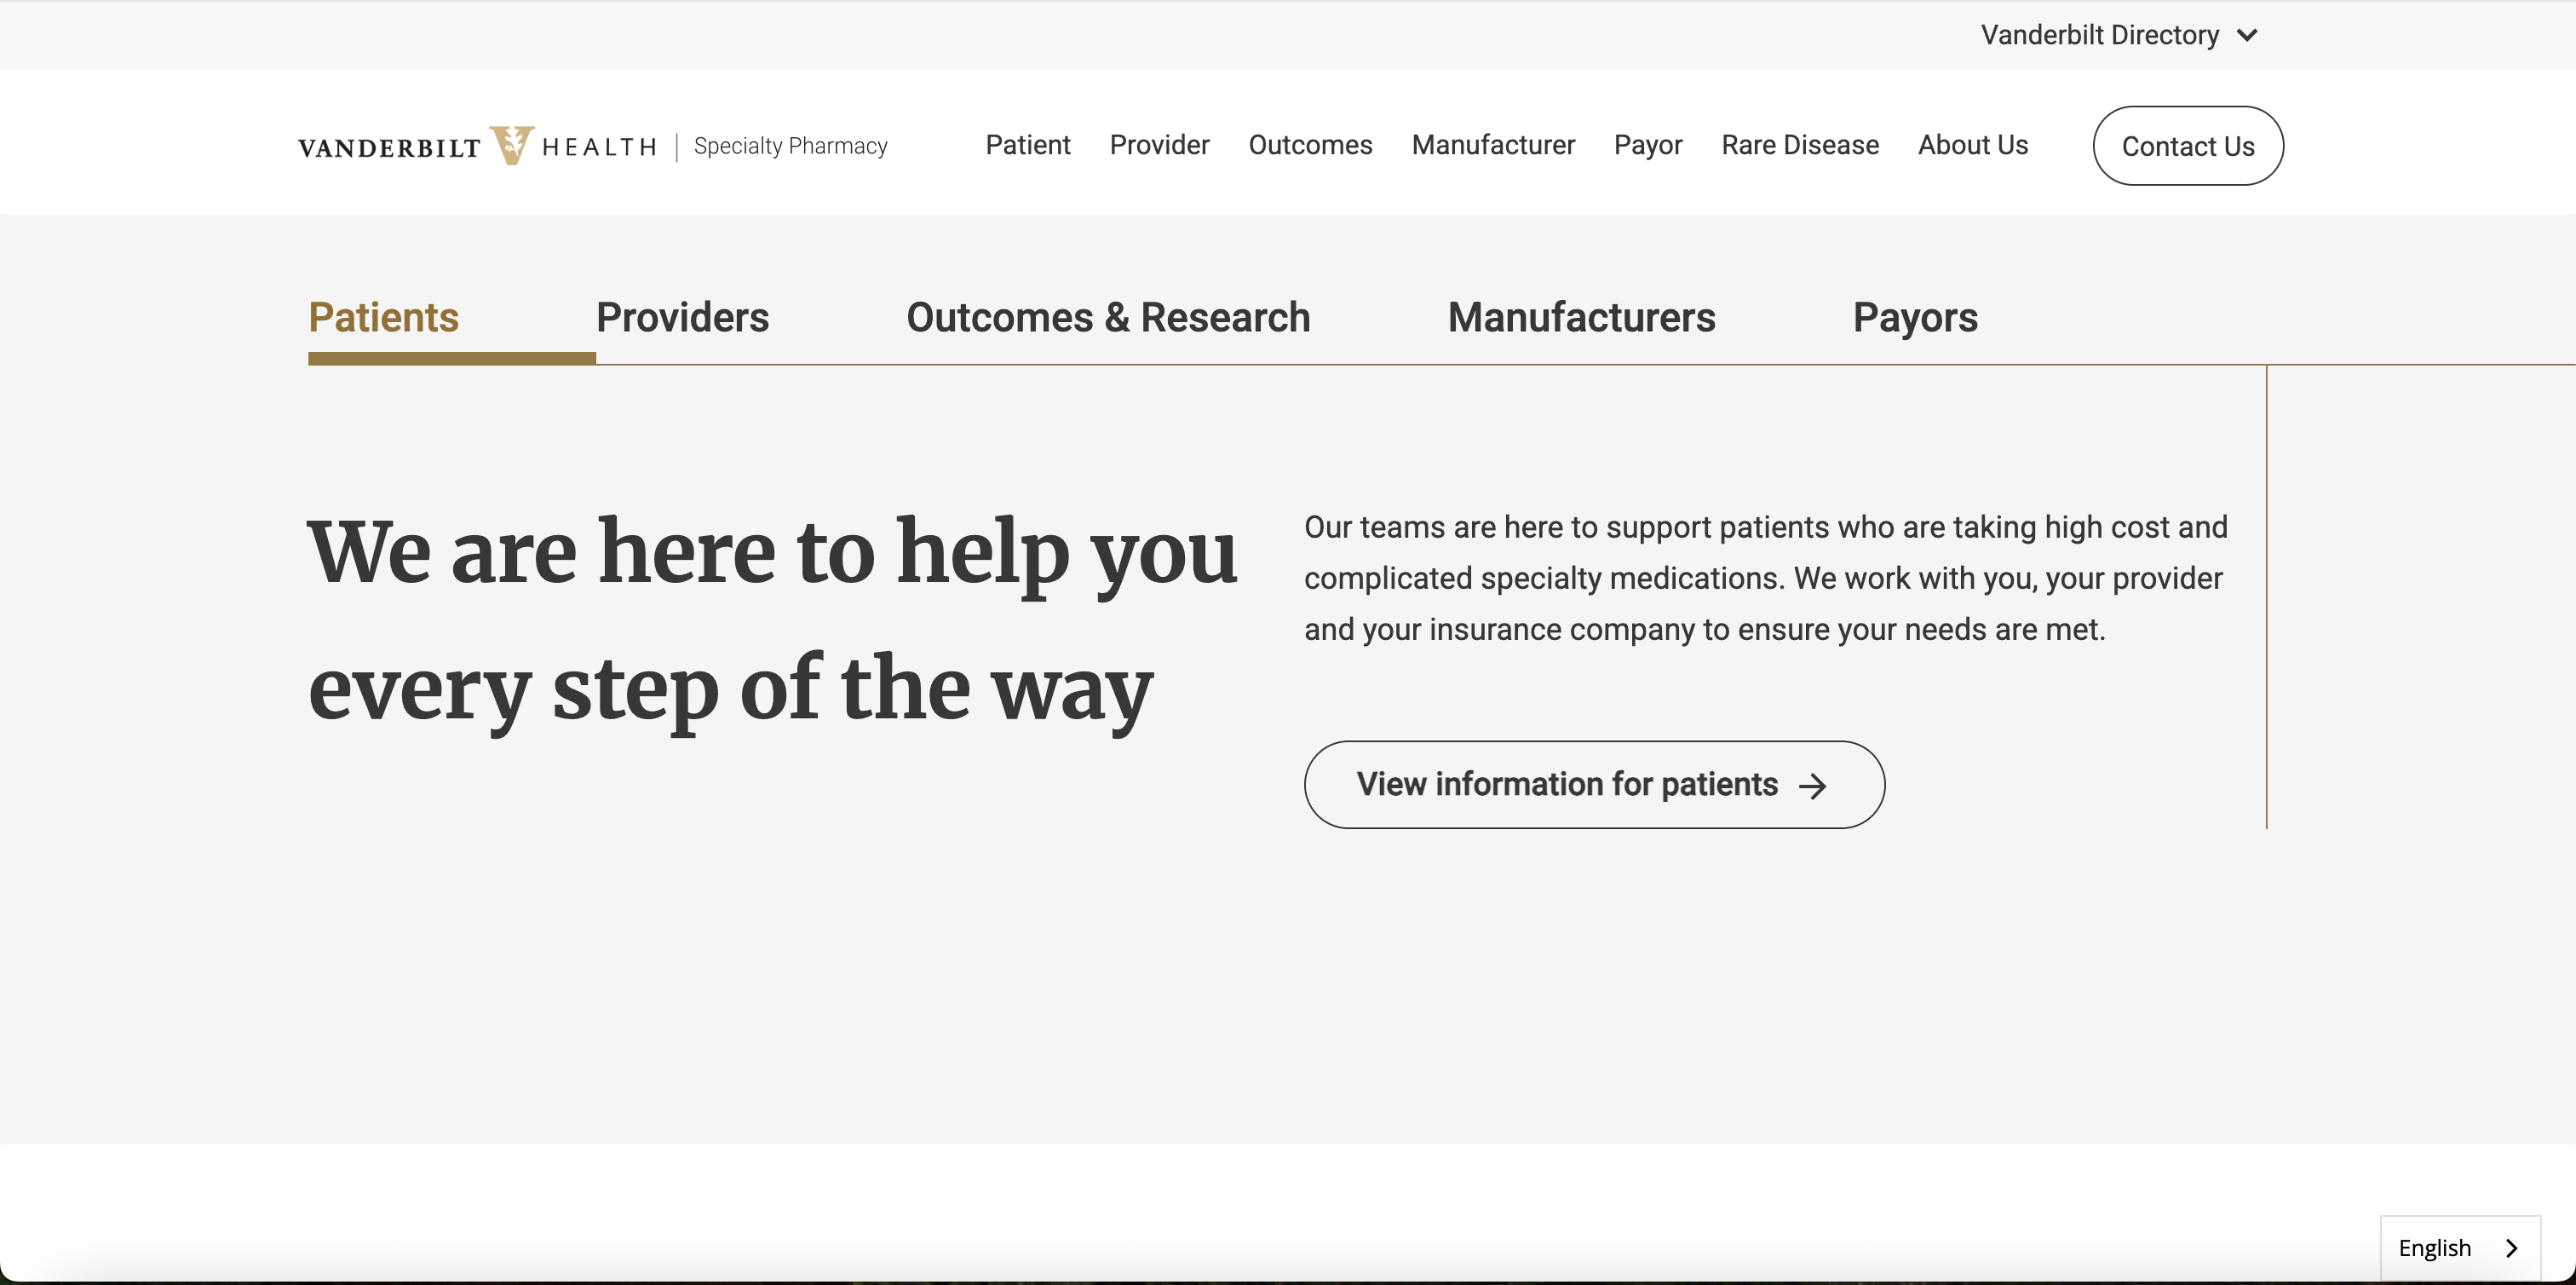 Vanderbilt Directory
VANDERBILT V HEALTH | Specialty Pharmacy
Patient Provider Outcomes Manufacturer Payor Rare Disease About Us Contact Us
Patients Providers Outcomes & Research Manufacturers Payors
We are here to help you
every step of the way
Our teams are here to support patients who are taking high cost and
complicated specialty medications. We work with you, your provider
and your insurance company to ensure your needs are met.
View information for patients →
English